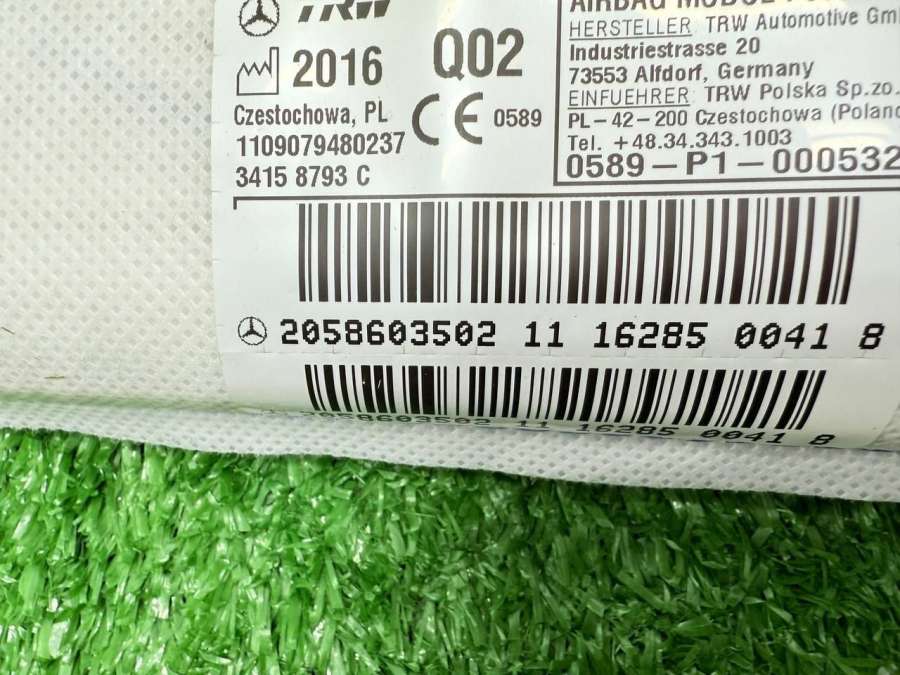 TRW
2016
Q02
Czestochowa, PL
1109079480237
3415 8793 C
CE 0589
AIRBAG
HERSTELLER TRW Automotive Gm
Industriestrasse 20
73553 Alfdorf, Germany
EINFUEHRER TRW Polska Sp.zo.
PL-42-200 Czestochowa (Poland
Tel. +48.34.343.1003
0589-P1-000532
2058603502 11 16285 0041 8
2058603502 11 16285 0041 8